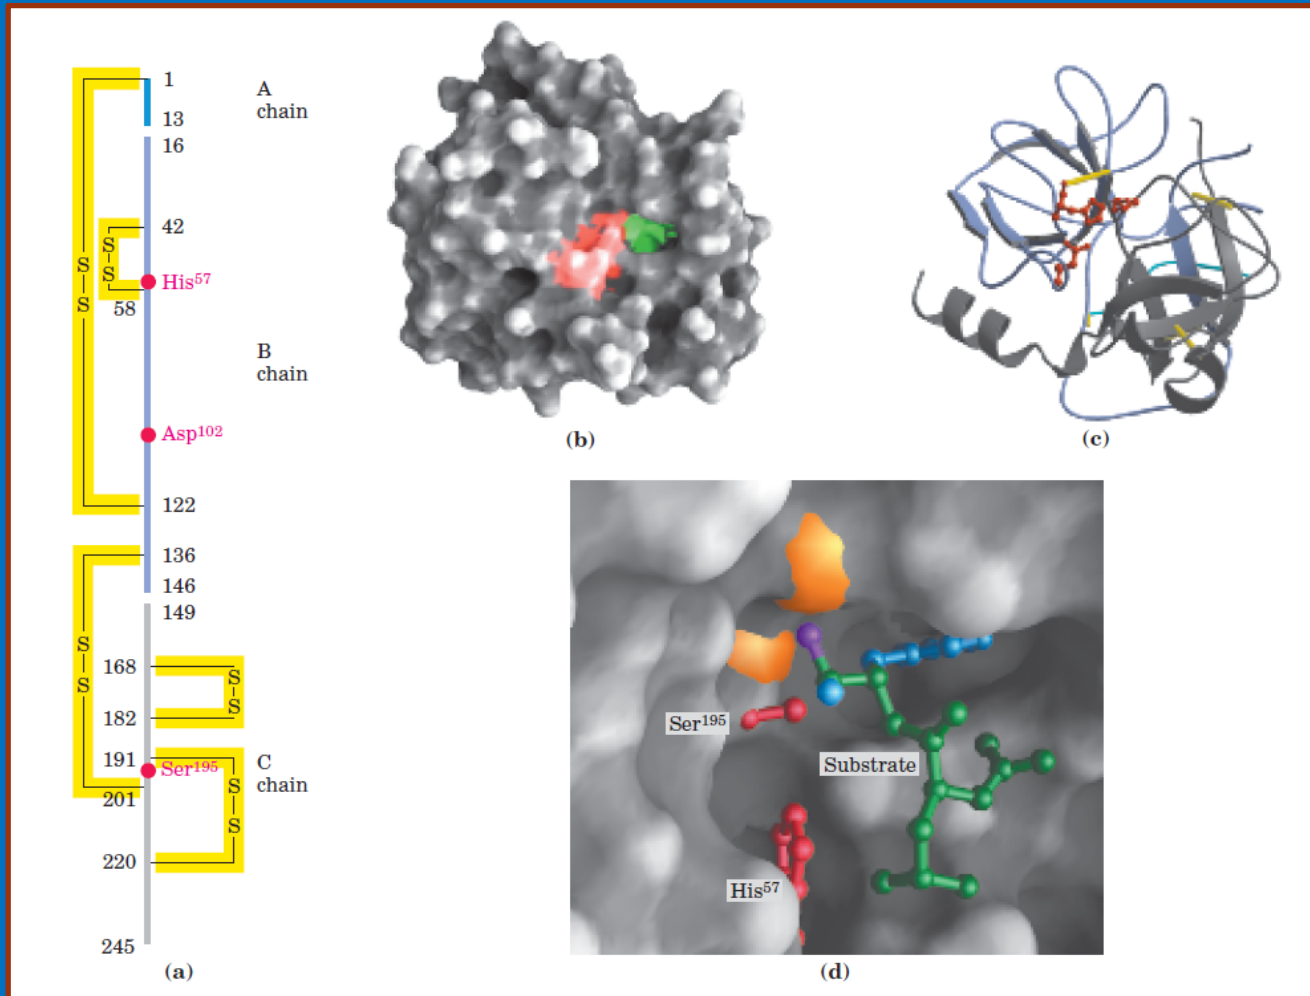 1
A
chain
13
16
42
S
S
His⁵⁷
S
S
58
B
chain
Asp¹⁰²
122
136
146
149
S
S
168
S
S
182
191
Ser¹⁹⁵
C
chain
201
S
S
220
245
(a)
(b)
(c)
Ser¹⁹⁵
Substrate
His⁵⁷
(d)